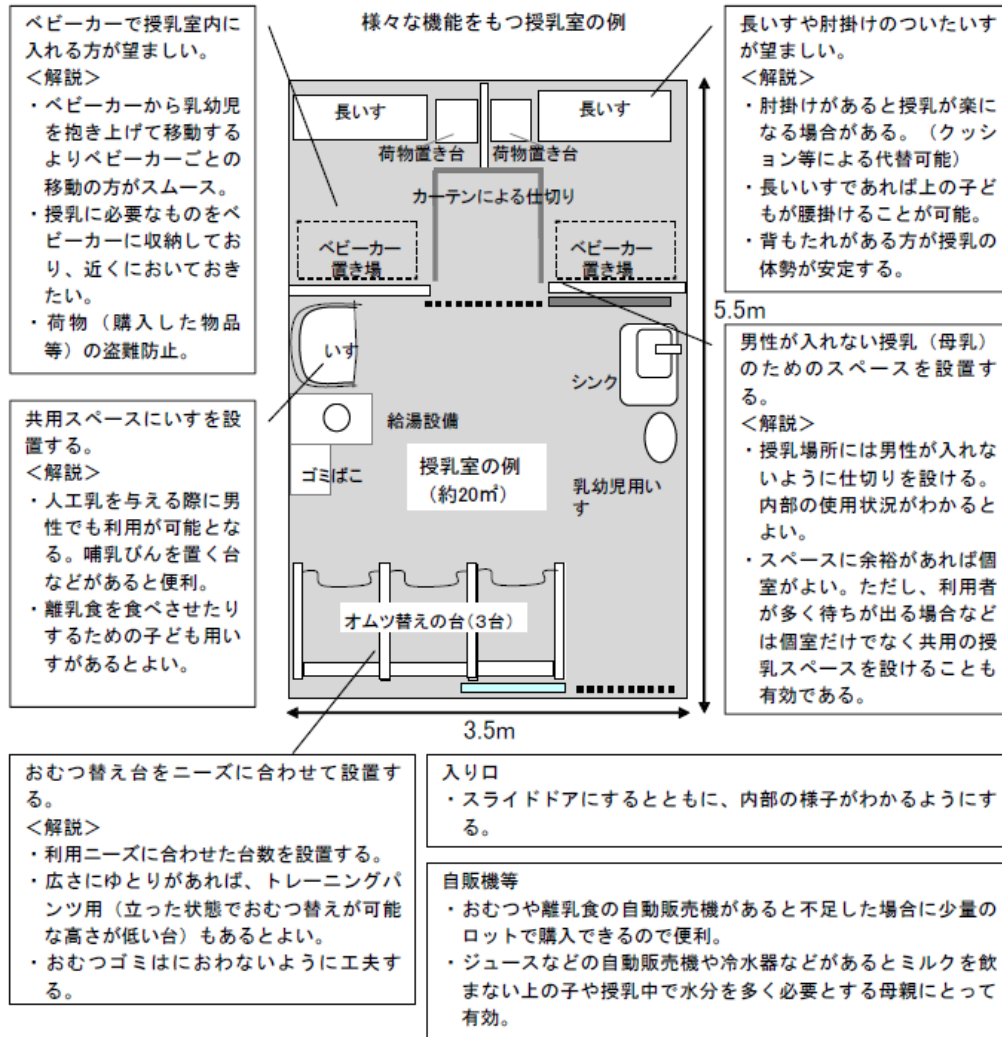 様々な機能をもつ授乳室の例
ベビーカーで授乳室内に
入れる方が望ましい。
＜解説＞
・ベビーカーから乳幼児
を抱き上げて移動する
よりベビーカーごとの
移動の方がスムース。
・授乳に必要なものをベ
ビーカーに収納してお
り、近くにおいておき
たい。
・荷物（購入した物品
等）の盗難防止。
共用スペースにいすを設
置する。
＜解説＞
・人工乳を与える際に男
性でも利用が可能とな
る。哺乳びんを置く台
などがあると便利。
・離乳食を食べさせたり
するための子ども用い
すがあるとよい。
長いす
長いす
荷物置き台
荷物置き台
カーテンによる仕切り
ベビーカー
置き場
ベビーカー
置き場
いす
シンク
給湯設備
ゴミばこ
授乳室の例
（約20㎡）
乳幼児用い
す
オムツ替えの台（3台）
5.5m
3.5m
長いすや肘掛けのついたいす
が望ましい。
＜解説＞
・肘掛けがあると授乳が楽に
なる場合がある。（クッシ
ョン等による代替可能）
・長いいすであれば上の子ど
もが腰掛けることが可能。
・背もたれがある方が授乳の
体勢が安定する。
男性が入れない授乳（母乳）
のためのスペースを設置す
る。
＜解説＞
・授乳場所には男性が入れな
いように仕切りを設ける。
内部の使用状況がわかると
よい。
・スペースに余裕があれば個
室がよい。ただし、利用者
が多く待ちが出る場合など
は個室だけでなく共用の授
乳スペースを設けることも
有効である。
おむつ替え台をニーズに合わせて設置す
る。
＜解説＞
・利用ニーズに合わせた台数を設置する。
・広さにゆとりがあれば、トレーニングパ
ンツ用（立った状態でおむつ替えが可能
な高さが低い台）もあるとよい。
・おむつゴミはにおわないように工夫す
る。
入り口
・スライドドアにするとともに、内部の様子がわかるようにす
る。
自販機等
・おむつや離乳食の自動販売機があると不足した場合に少量の
ロットで購入できるので便利。
・ジュースなどの自動販売機や冷水器などがあるとミルクを飲
まない上の子や授乳中で水分を多く必要とする母親にとって
有効。